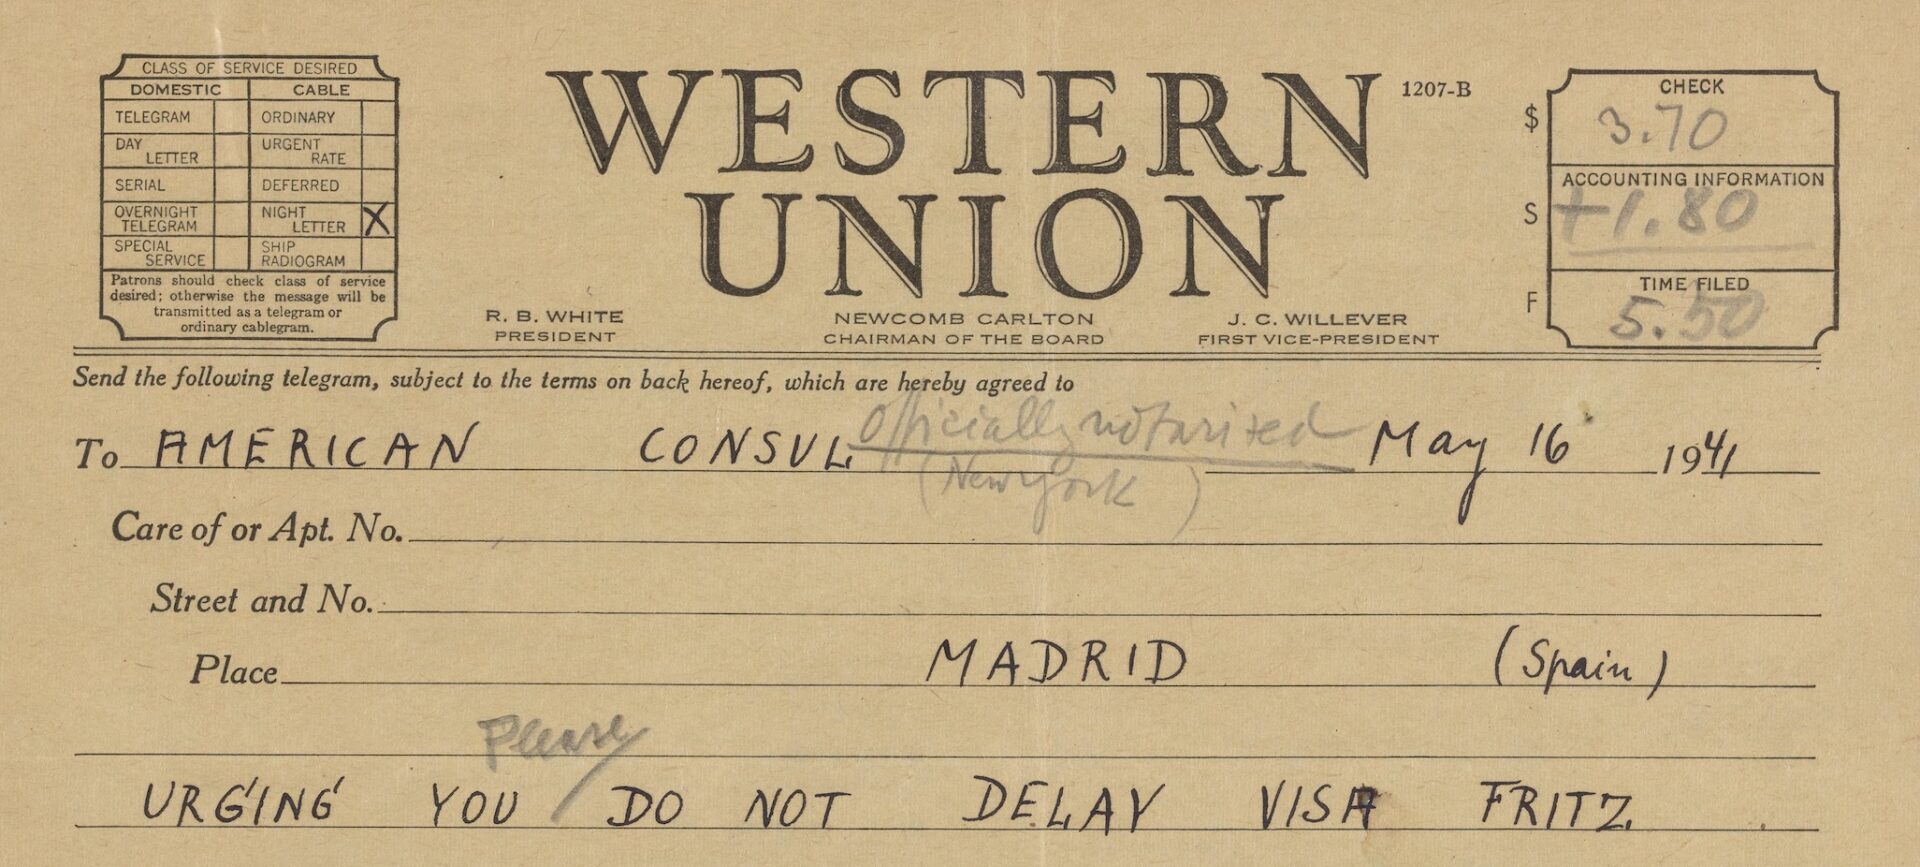 CLASS OF SERVICE DESIRED
DOMESTIC CABLE
TELEGRAM ORDINARY
DAY LETTER URGENT RATE
SERIAL DEFERRED
OVERNIGHT TELEGRAM NIGHT LETTER X
SPECIAL SERVICE SHIP RADIOGRAM
Patrons should check class of service
desired; otherwise the message will be
transmitted as a telegram or
ordinary cablegram.
WESTERN
UNION
1207-B
R. B. WHITE
PRESIDENT
NEWCOMB CARLTON
CHAIRMAN OF THE BOARD
J. C. WILLEVER
FIRST VICE-PRESIDENT
CHECK
$ 3.70
ACCOUNTING INFORMATION
S +1.80
TIME FILED
F 5.50
Send the following telegram, subject to the terms on back hereof, which are hereby agreed to
officially notarized
To AMERICAN CONSUL May 16 1941
(New York)
Care of or Apt. No.
Street and No.
Place MADRID (Spain)
Please
URGING YOU / DO NOT DELAY VISA FRITZ